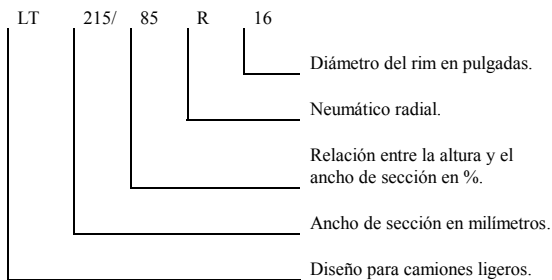 LT 215/ 85 R 16
Diámetro del rim en pulgadas.
Neumático radial.
Relación entre la altura y el
ancho de sección en %.
Ancho de sección en milímetros.
Diseño para camiones ligeros.